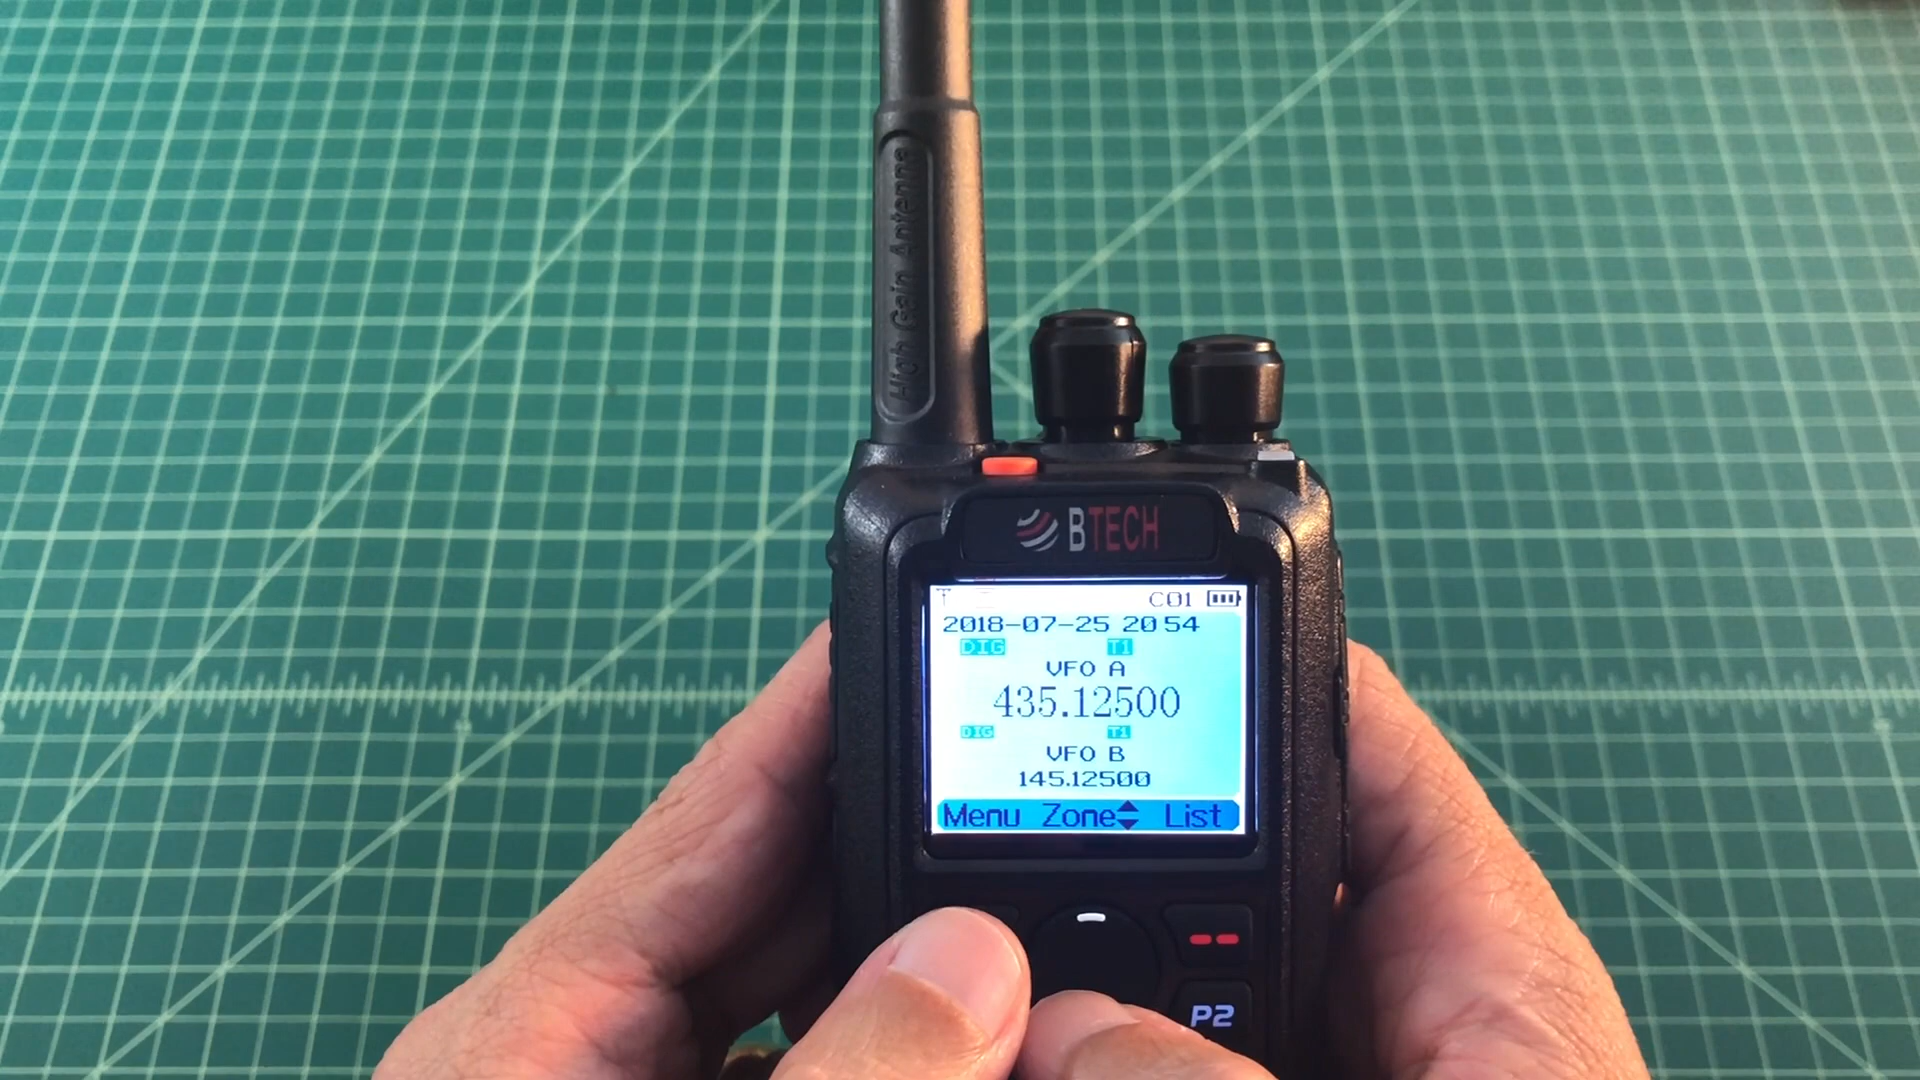 High Gain Antenna
BTECH
C01
2018-07-25 20 54
DIG T1
VFO A
435.12500
DIG T1
VFO B
145.12500
Menu Zone List
P2